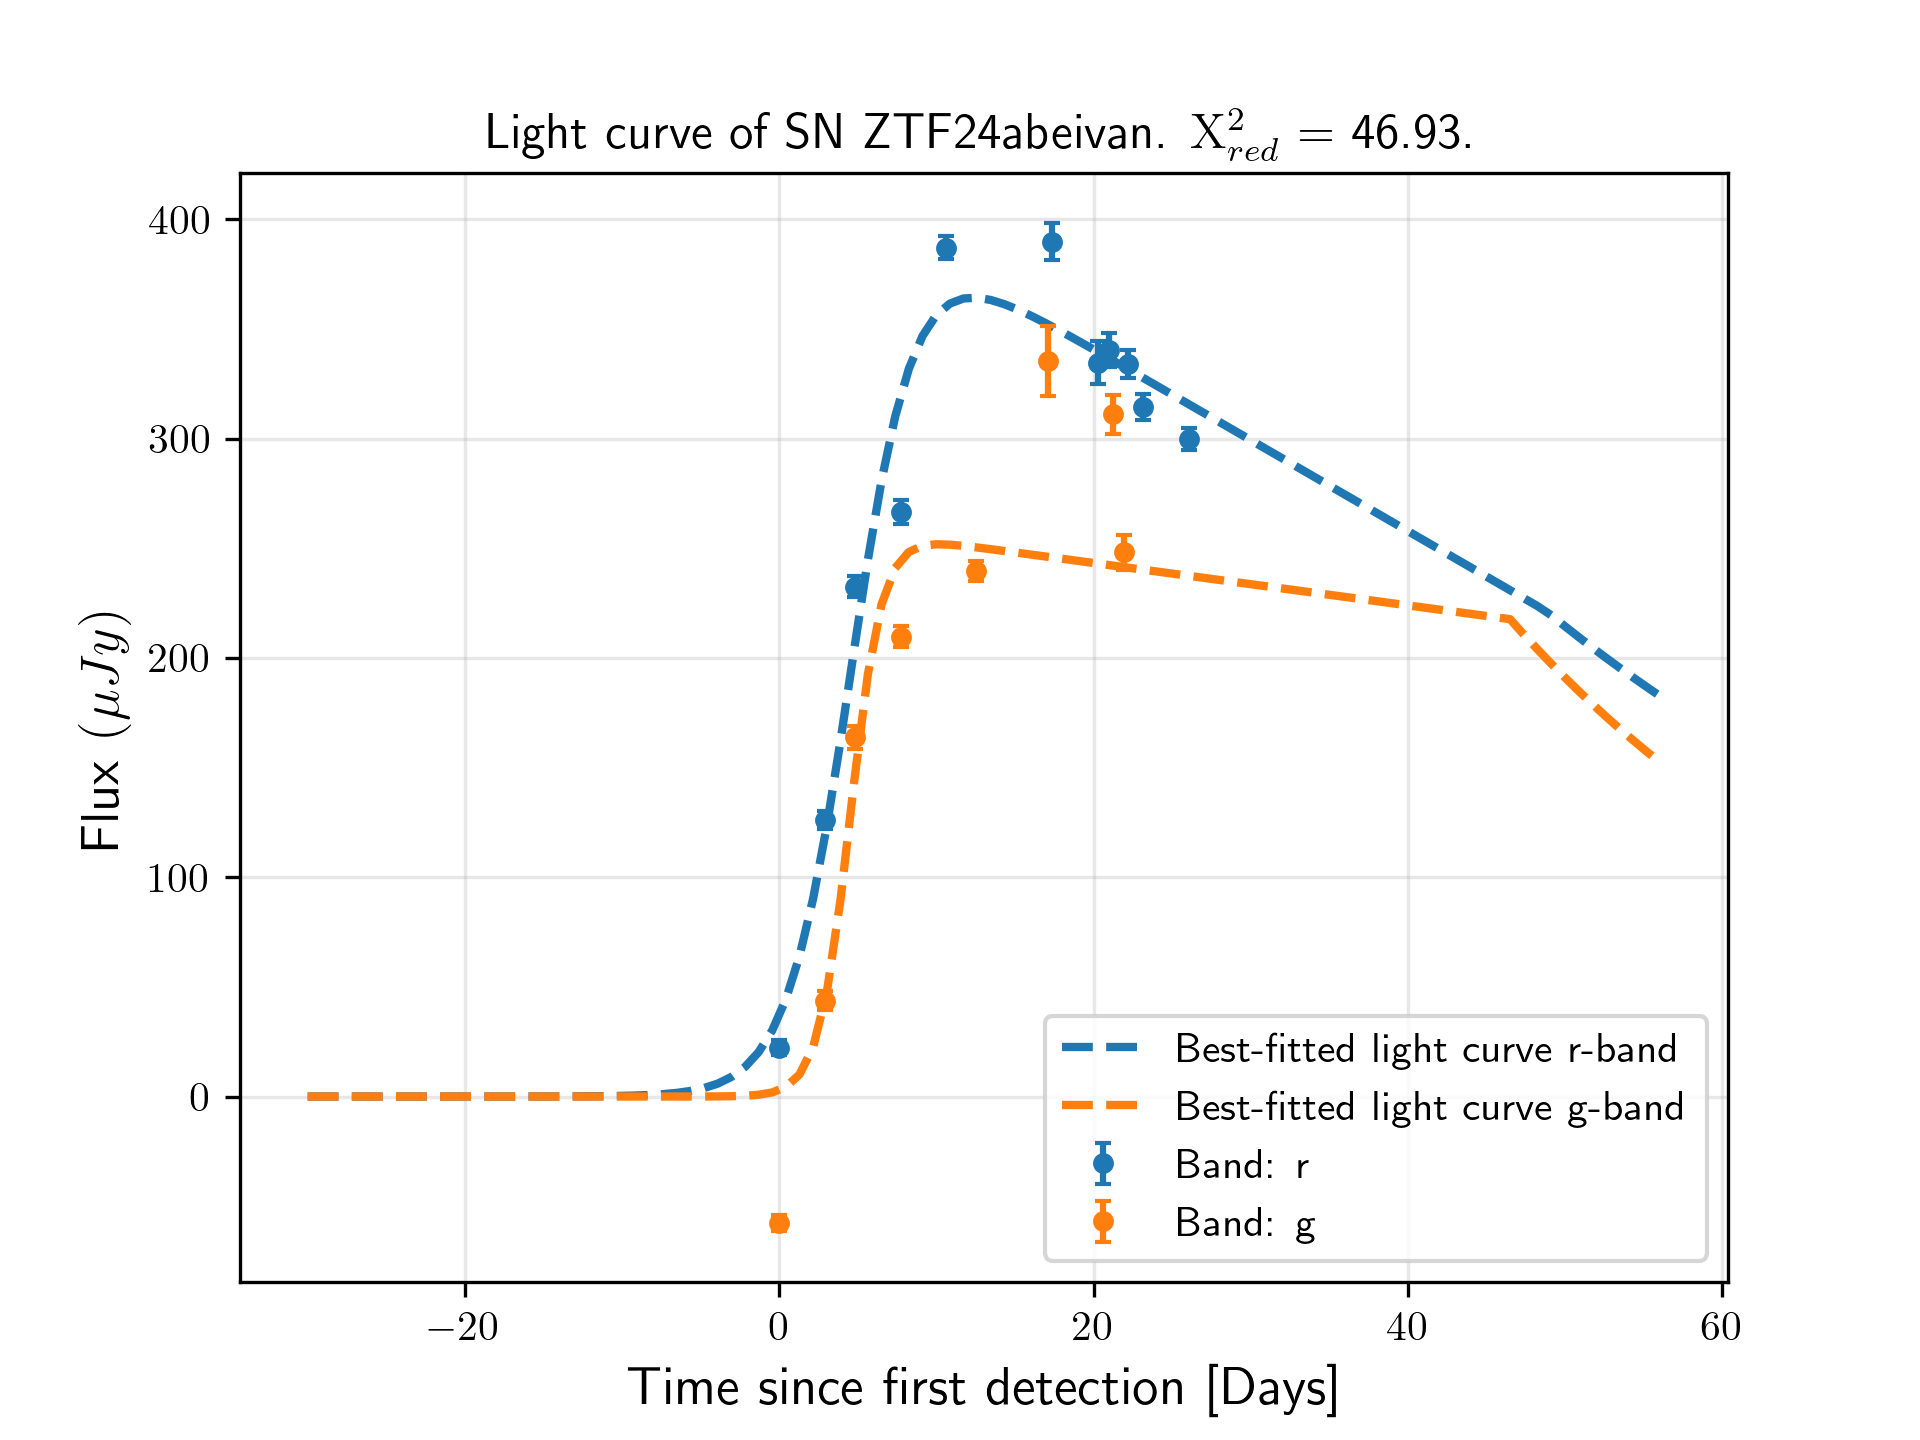 Light curve of SN ZTF24abeivan. X²_red = 46.93.
Flux (μJy)
400
300
200
100
0
−20
0
20
40
60
Time since first detection [Days]
Best-fitted light curve r-band
Best-fitted light curve g-band
Band: r
Band: g